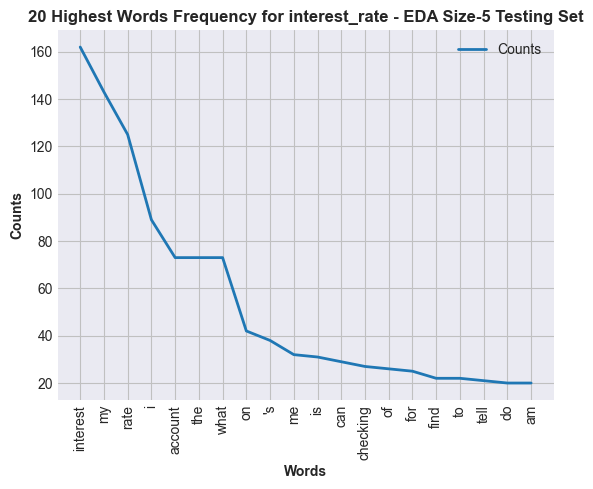 20 Highest Words Frequency for interest_rate - EDA Size-5 Testing Set
Counts
160
140
120
100
80
60
40
20
Counts
interest
my
rate
i
account
the
what
on
's
me
is
can
checking
of
for
find
to
tell
do
am
Words